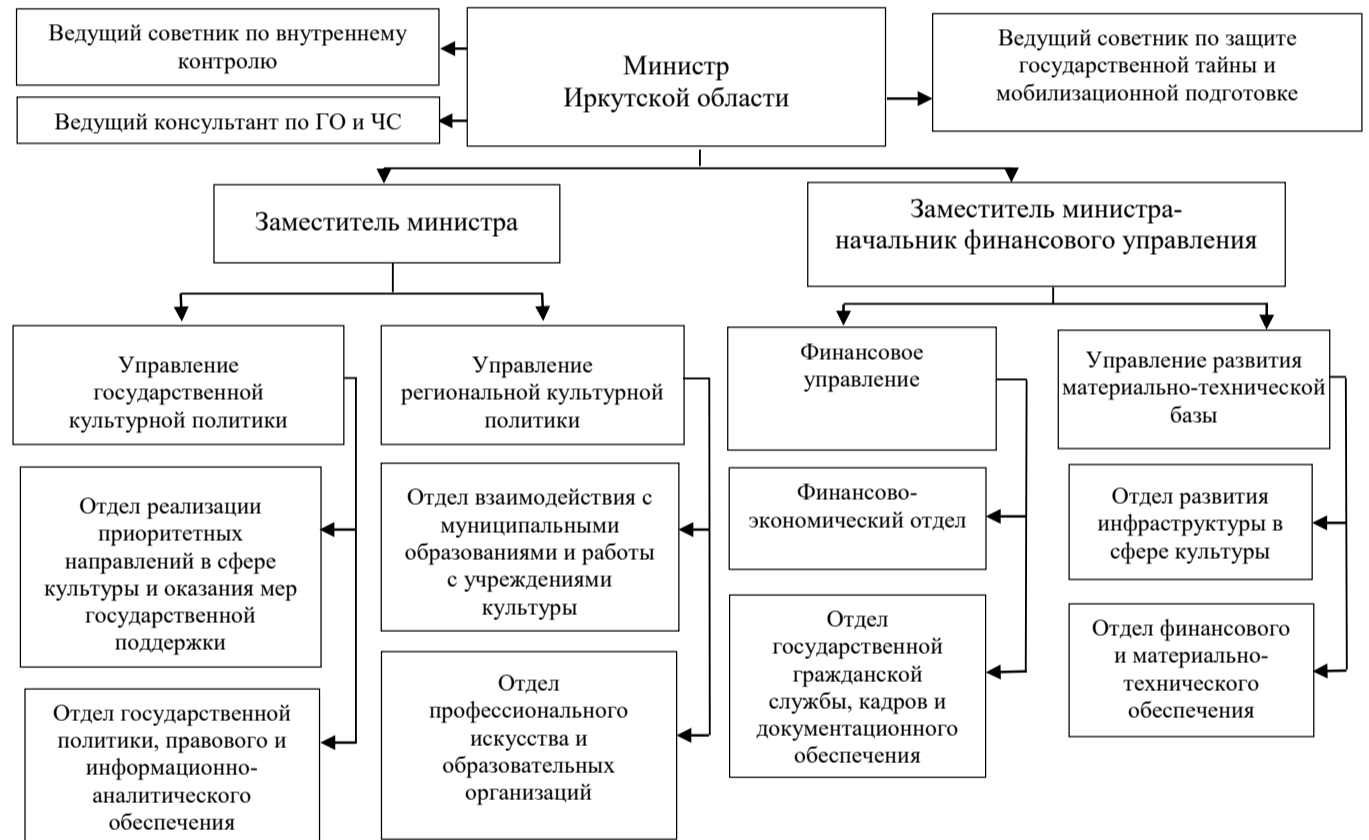 Ведущий советник по внутреннему
контролю
Ведущий консультант по ГО и ЧС
Министр
Иркутской области
Ведущий советник по защите
государственной тайны и
мобилизационной подготовке
Заместитель министра
Заместитель министра-
начальник финансового управления
Управление
государственной
культурной политики
Управление
региональной культурной
политики
Финансовое
управление
Управление развития
материально-технической
базы
Отдел реализации
приоритетных
направлений в сфере
культуры и оказания мер
государственной
поддержки
Отдел взаимодействия с
муниципальными
образованиями и работы
с учреждениями
культуры
Финансово-
экономический отдел
Отдел развития
инфраструктуры в
сфере культуры
Отдел государственной
политики, правового и
информационно-
аналитического
обеспечения
Отдел
профессионального
искусства и
образовательных
организаций
Отдел
государственной
гражданской
службы, кадров и
документационного
обеспечения
Отдел финансового
и материально-
технического
обеспечения